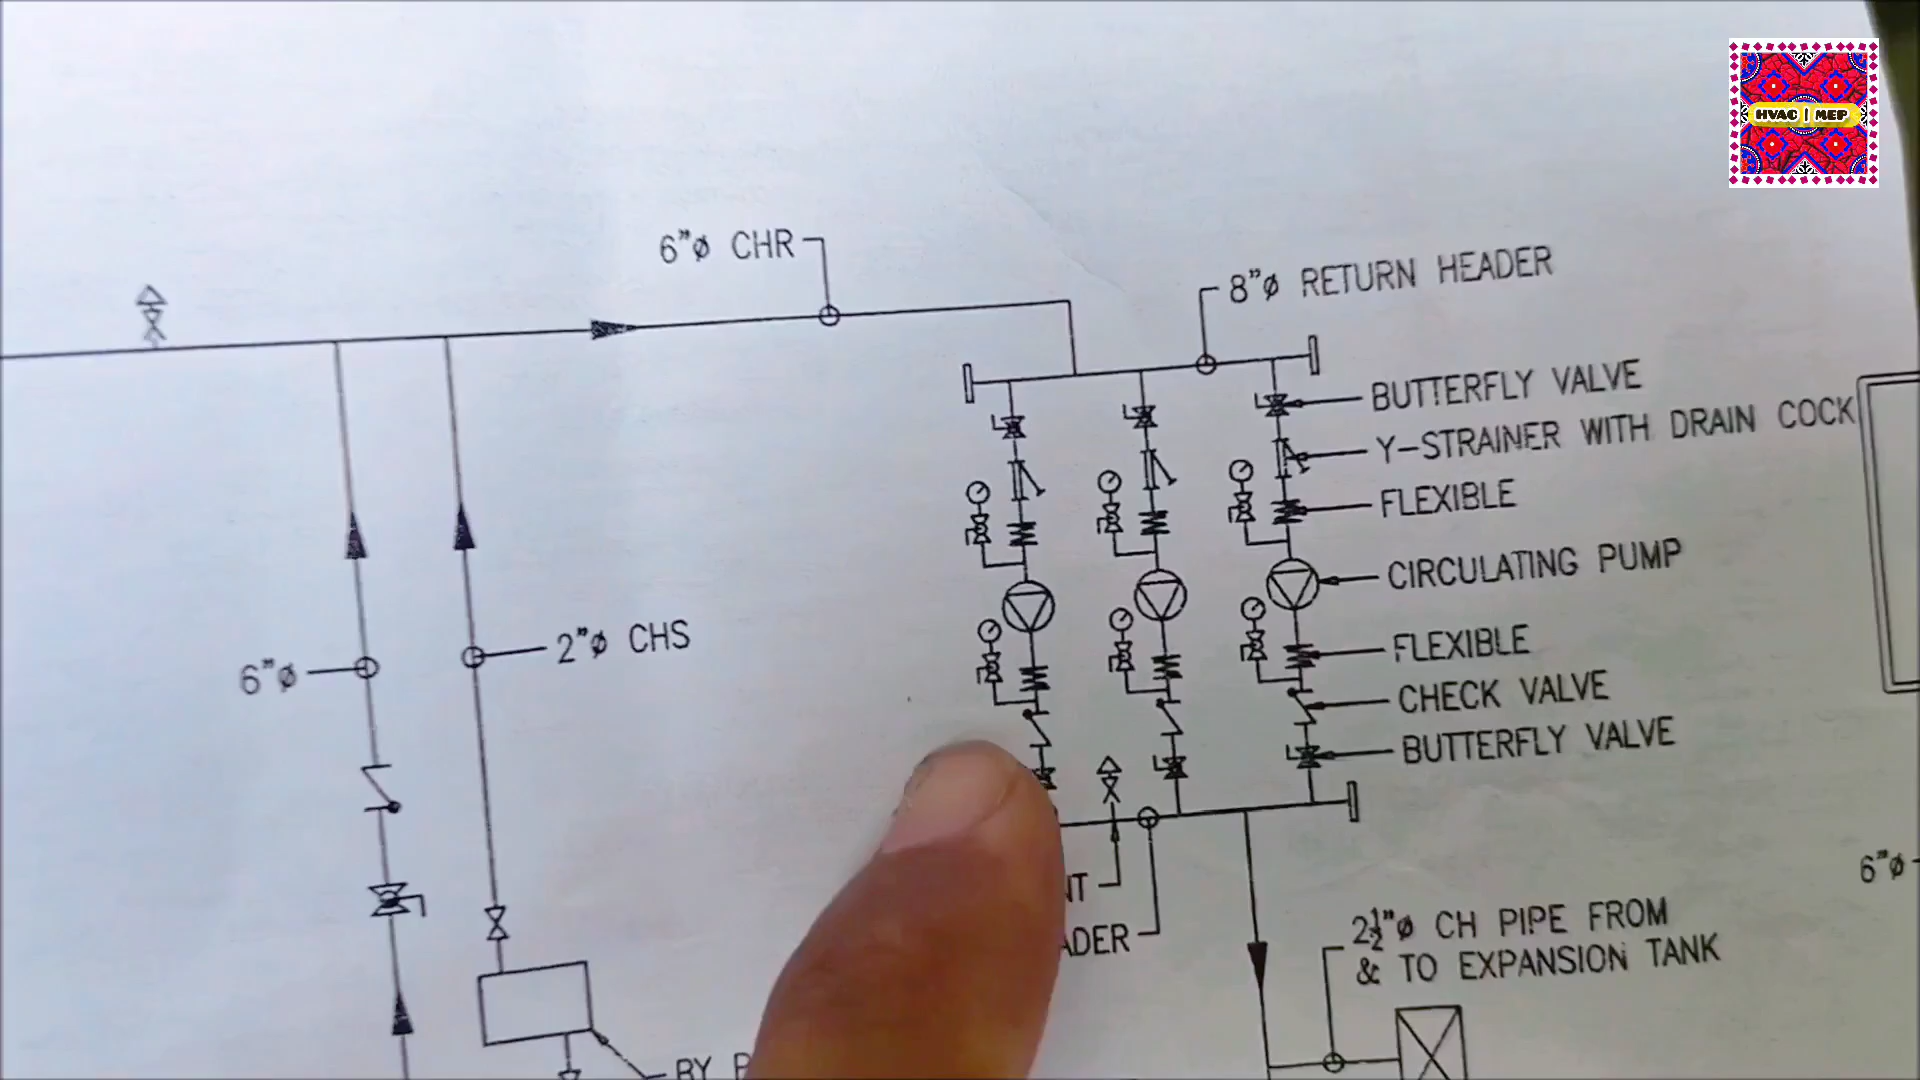 HVAC | MEP
6"ø CHR
8"ø RETURN HEADER
BUTTERFLY VALVE
Y-STRAINER WITH DRAIN COCK
FLEXIBLE
CIRCULATING PUMP
FLEXIBLE
CHECK VALVE
BUTTERFLY VALVE
6"ø
2"ø CHS
6"ø
2½"ø CH PIPE FROM
& TO EXPANSION TANK
BY